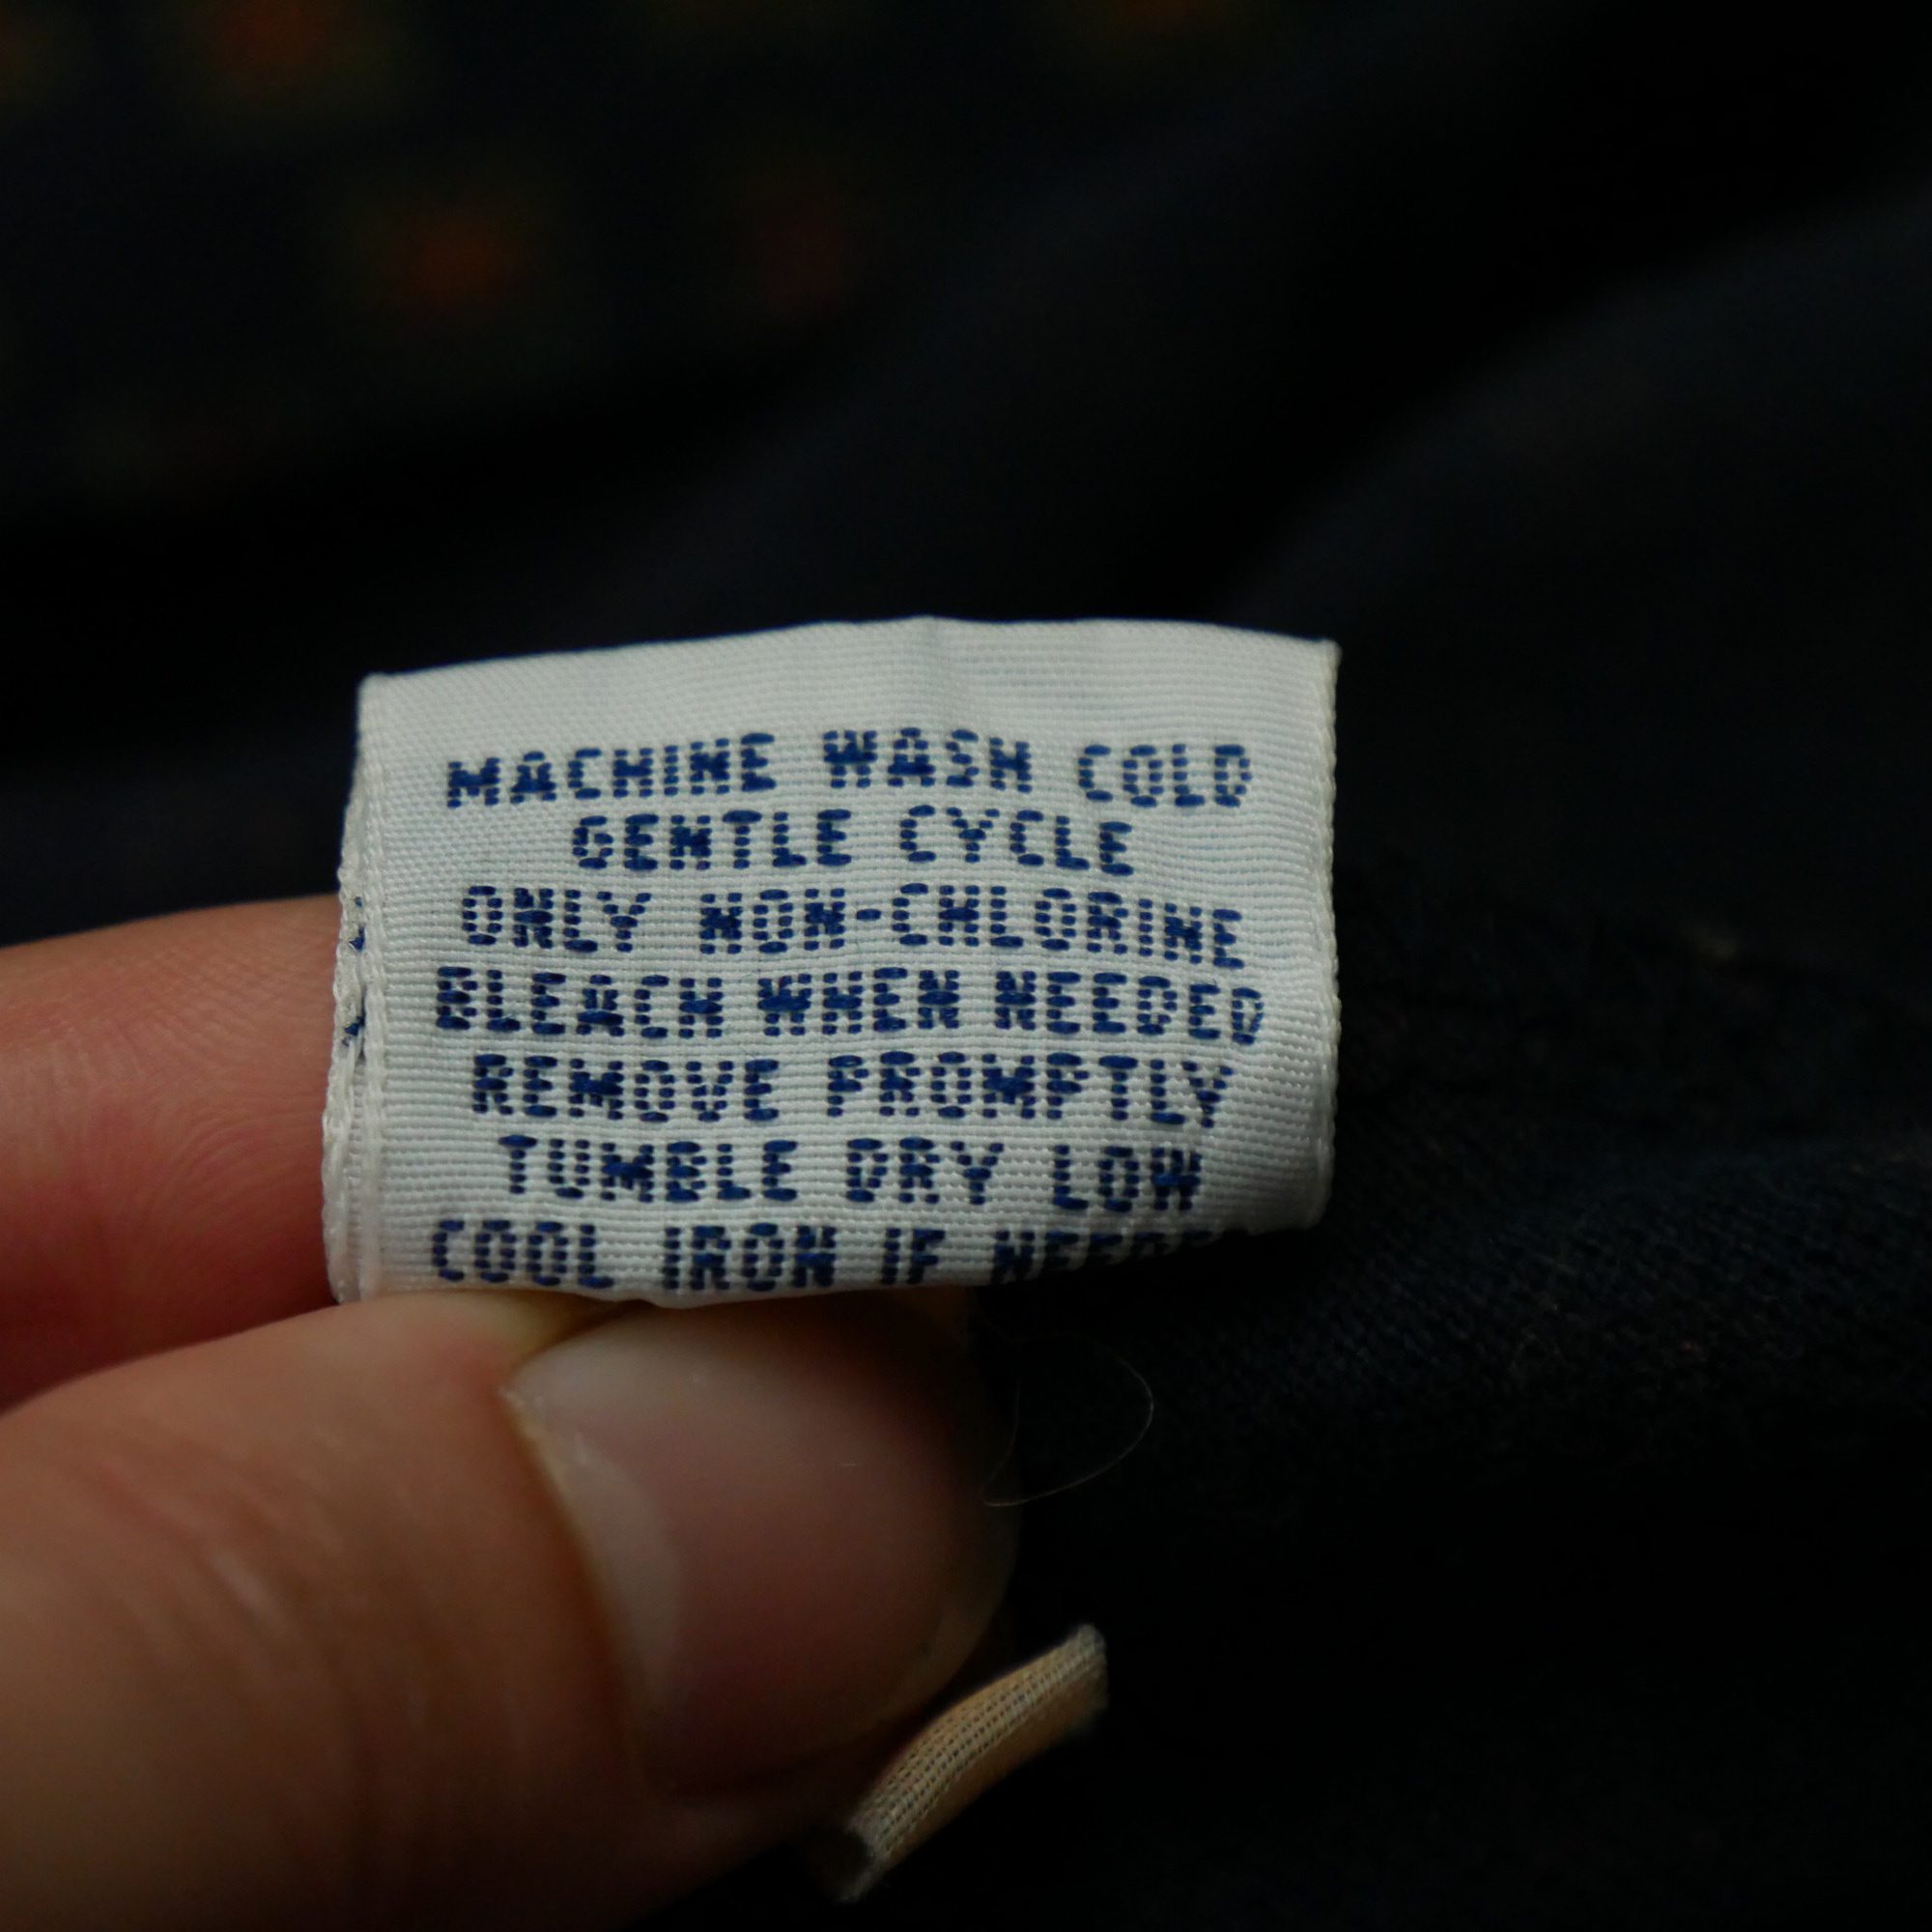 MACHINE WASH COLD
GENTLE CYCLE
ONLY NON-CHLORINE
BLEACH WHEN NEEDED
REMOVE PROMPTLY
TUMBLE DRY LOW
COOL IRON IF